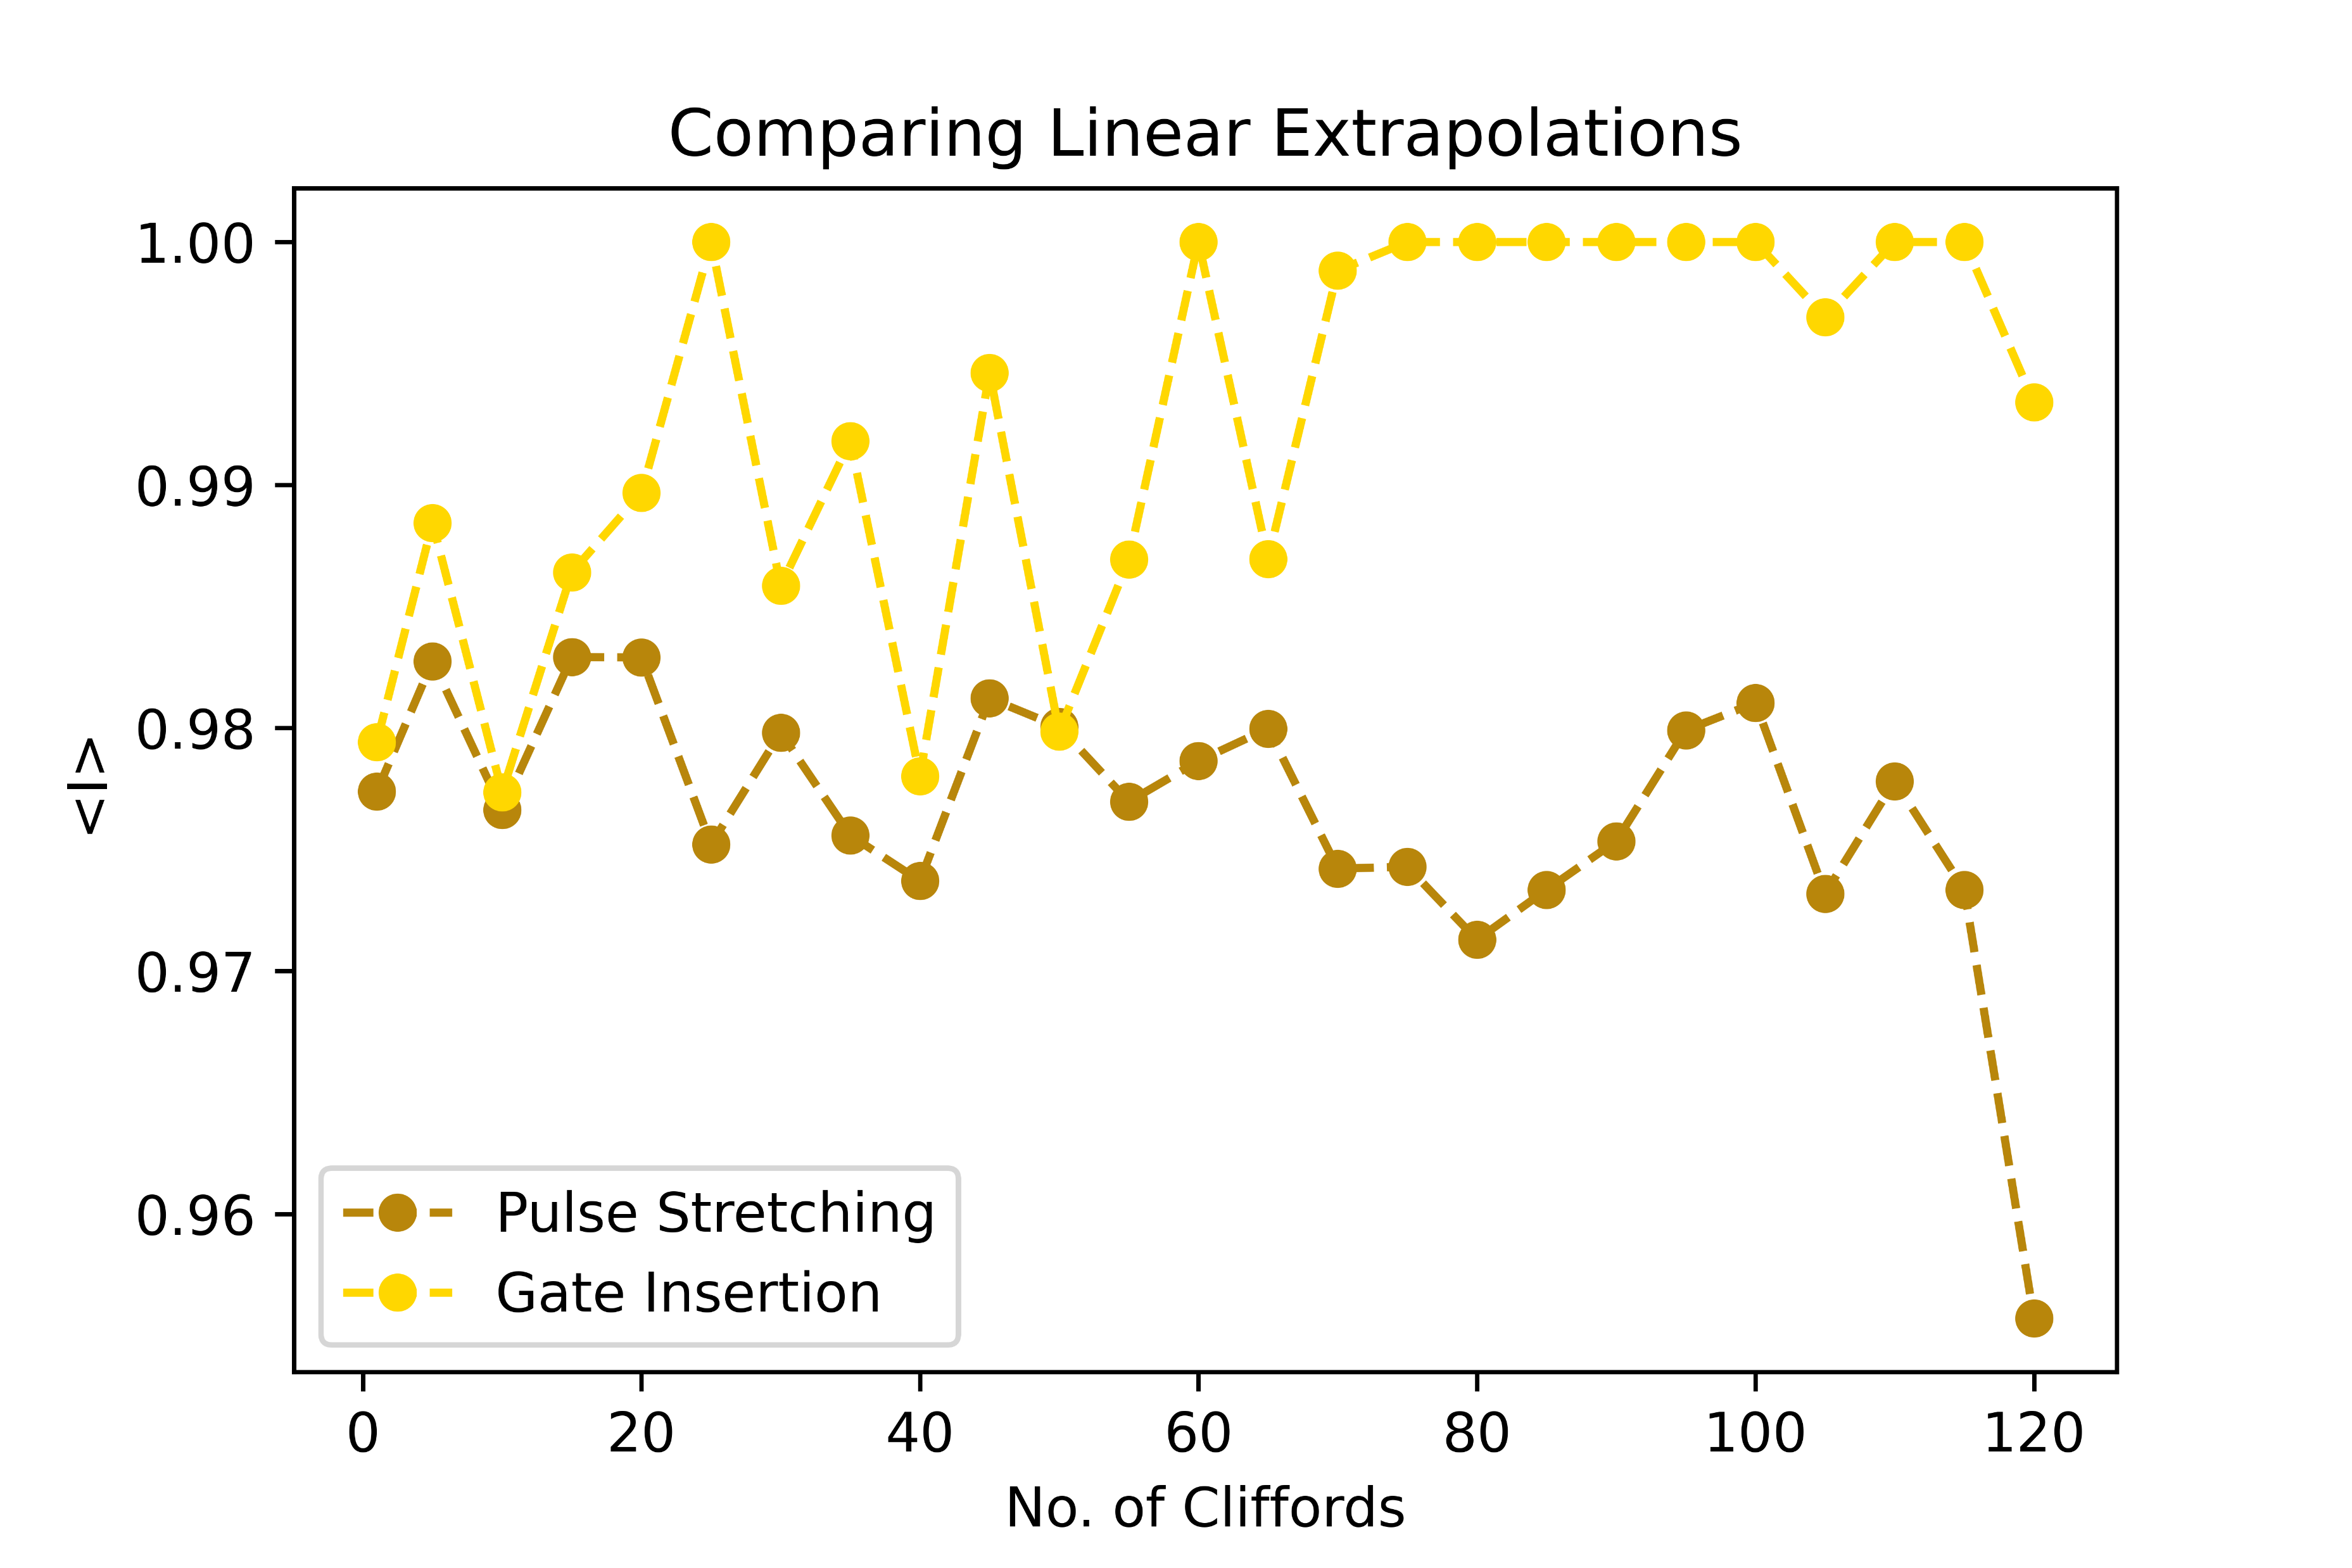 Comparing Linear Extrapolations
1.00
0.99
0.98
0.97
0.96
<I>
Pulse Stretching
Gate Insertion
0 20 40 60 80 100 120
No. of Cliffords